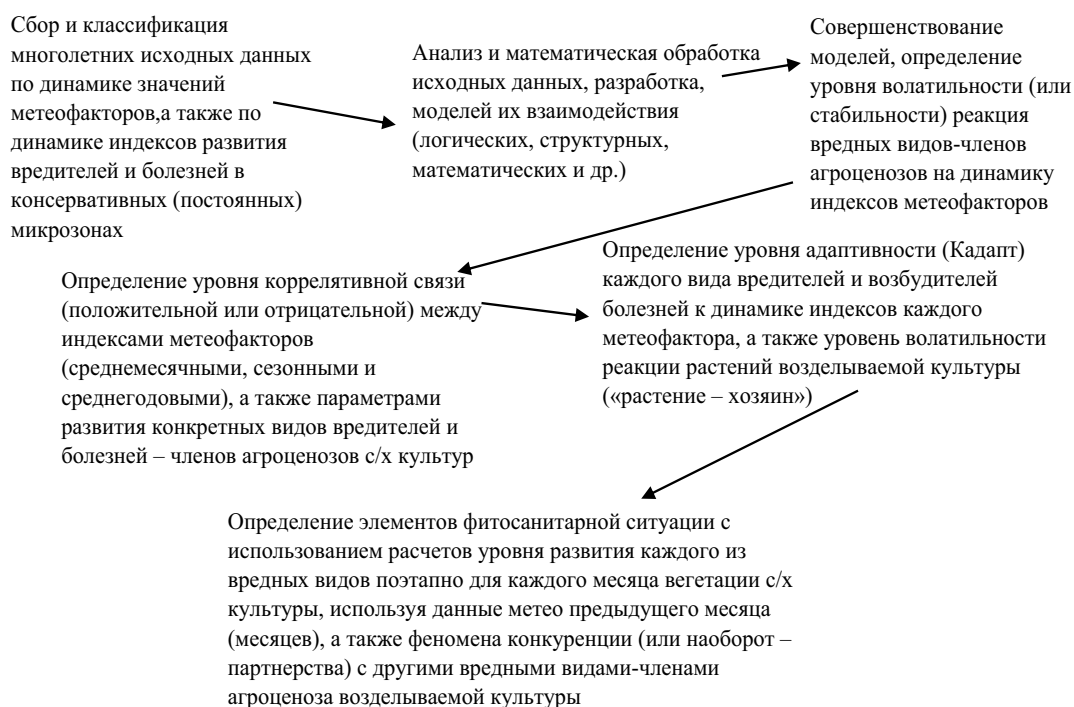 Сбор и классификация
многолетних исходных данных
по динамике значений
метеофакторов,а также по
динамике индексов развития
вредителей и болезней в
консервативных (постоянных)
микрозонах
Анализ и математическая обработка
исходных данных, разработка,
моделей их взаимодействия
(логических, структурных,
математических и др.)
Совершенствование
моделей, определение
уровня волатильности (или
стабильности) реакция
вредных видов-членов
агроценозов на динамику
индексов метеофакторов
Определение уровня коррелятивной связи
(положительной или отрицательной) между
индексами метеофакторов
(среднемесячными, сезонными и
среднегодовыми), а также параметрами
развития конкретных видов вредителей и
болезней – членов агроценозов с/х культур
Определение уровня адаптивности (Кадапт)
каждого вида вредителей и возбудителей
болезней к динамике индексов каждого
метеофактора, а также уровень волатильности
реакции растений возделываемой культуры
(«растение – хозяин»)
Определение элементов фитосанитарной ситуации с
использованием расчетов уровня развития каждого из
вредных видов поэтапно для каждого месяца вегетации с/х
культуры, используя данные метео предыдущего месяца
(месяцев), а также феномена конкуренции (или наоборот –
партнерства) с другими вредными видами-членами
агроценоза возделываемой культуры